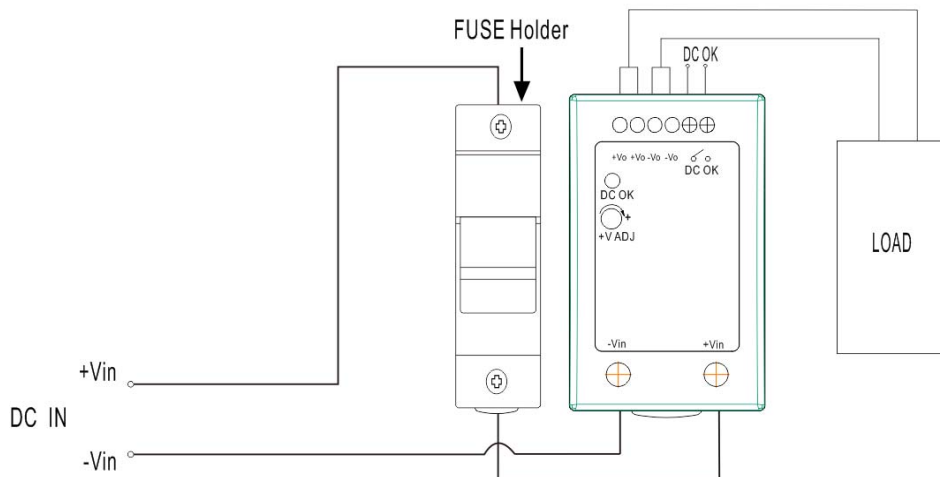 FUSE Holder
DC OK
+Vo +Vo -Vo -Vo
DC OK
DC OK
+
+V ADJ
LOAD
-Vin +Vin
+Vin
DC IN
-Vin